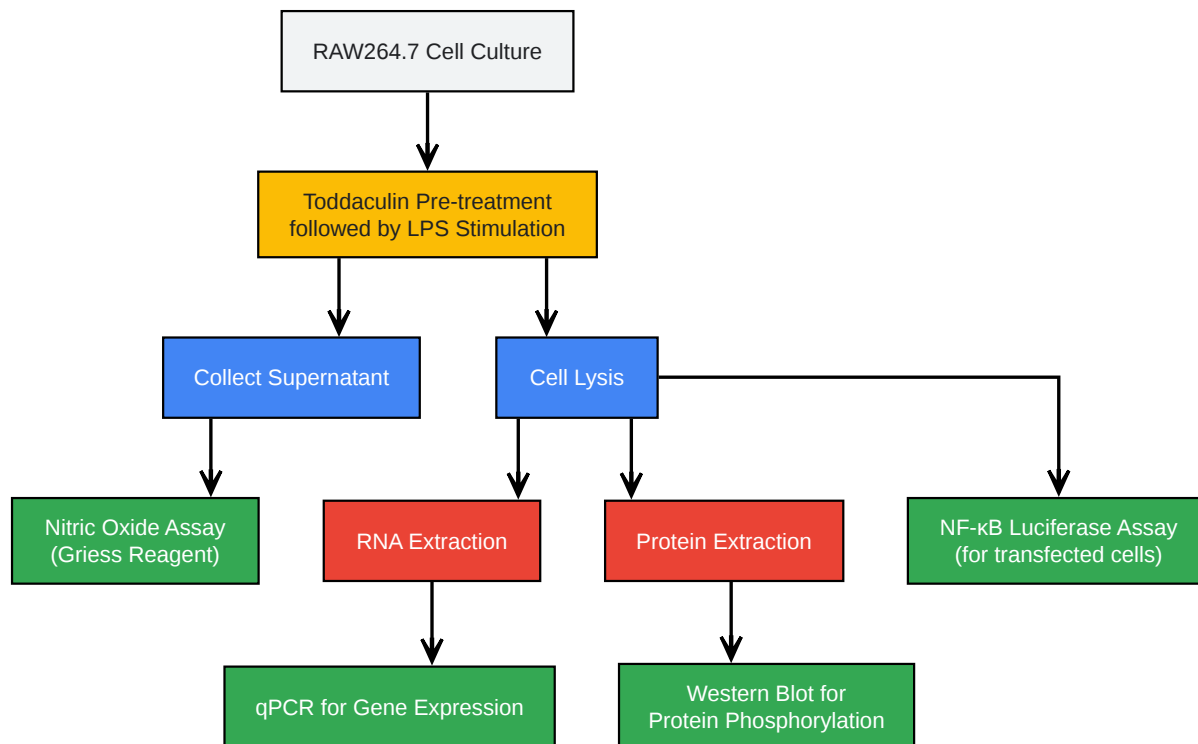 RAW264.7 Cell Culture
Toddaculin Pre-treatment
followed by LPS Stimulation
Collect Supernatant
Cell Lysis
Nitric Oxide Assay
(Griess Reagent)
RNA Extraction
Protein Extraction
NF-κB Luciferase Assay
(for transfected cells)
qPCR for Gene Expression
Western Blot for
Protein Phosphorylation